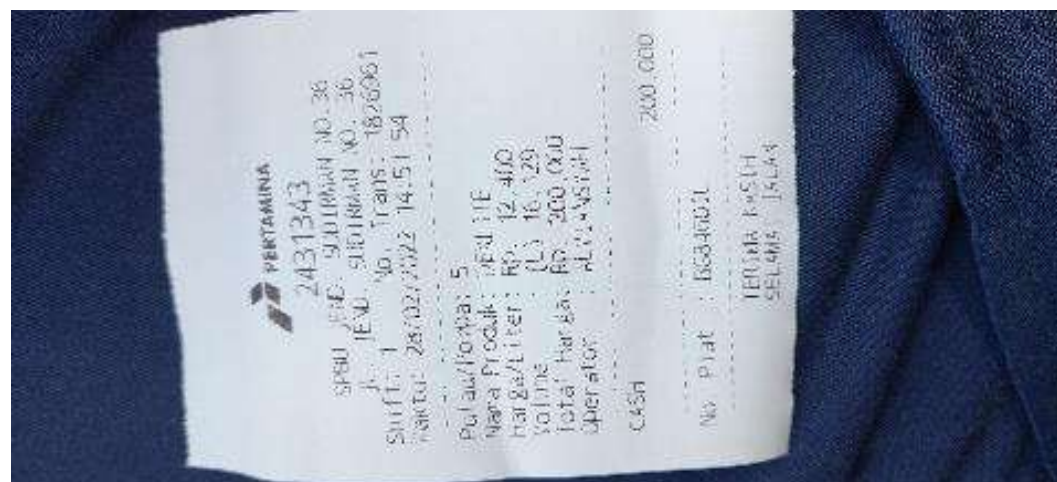 PERTAMINA
2431343
SPBU JEND SUDIRMAN NO.36
JL. JEND. SUDIRMAN NO. 36
Shift: 1 No. Trans: 1826961
Waktu: 28/02/2022 14:51:54
Pulau/Pompa: 5
Nama Produk:
Harga/Liter: RP. 12.400
Volume : (L) 16.129
Total Harga: RP. 200.000
Operator :
CASH 200.000
No. Plat :
TERIMA KASIH
SELAMAT JALAN